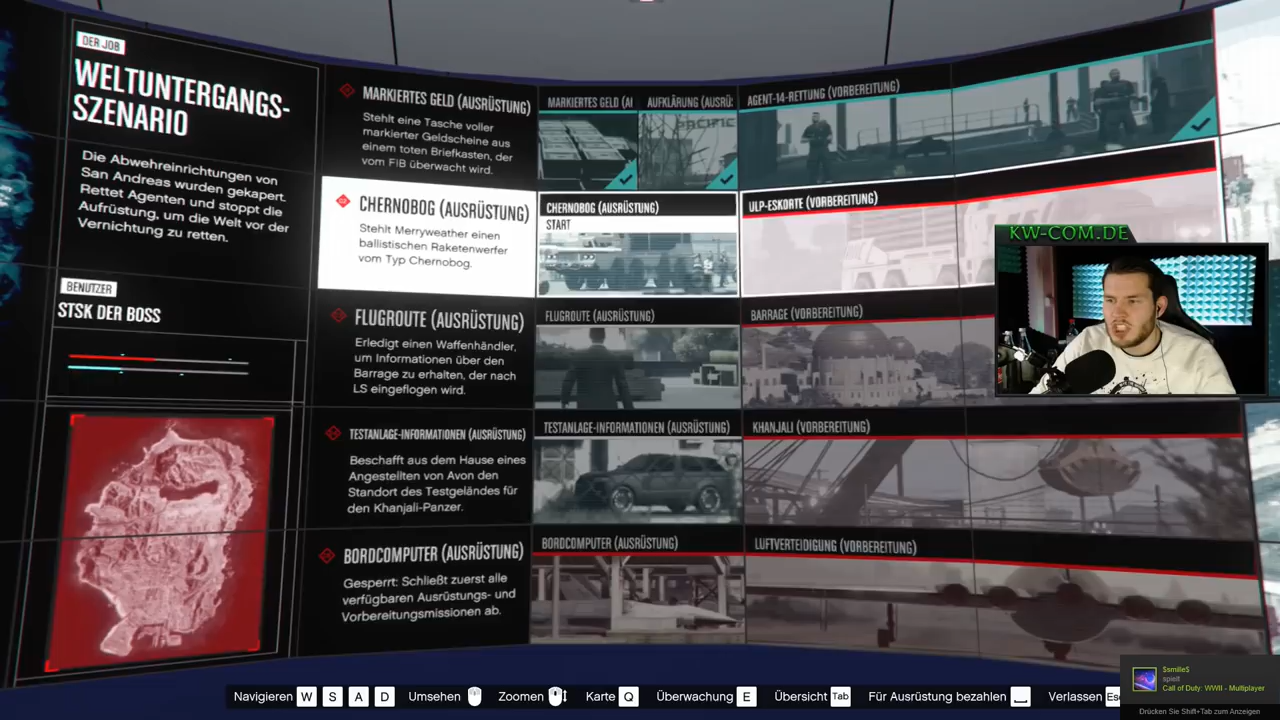 DER JOB
WELTUNTERGANGS-
SZENARIO
Die Abwehreinrichtungen von
San Andreas wurden gekapert.
Rettet Agenten und stoppt die
Aufrüstung, um die Welt vor der
Vernichtung zu retten.
BENUTZER
STSK DER BOSS
MARKIERTES GELD (AUSRÜSTUNG)
Stehlt eine Tasche voller
markierter Geldscheine aus
einem toten Briefkasten, der
vom FIB überwacht wird.
MARKIERTES GELD (AI
AUFKLÄRUNG (AUSRÜ:
PACIFIC
AGENT-14-RETTUNG (VORBEREITUNG)
CHERNOBOG (AUSRÜSTUNG)
Stehlt Merryweather einen
ballistischen Raketenwerfer
vom Typ Chernobog.
CHERNOBOG (AUSRÜSTUNG)
START
ULP-ESKORTE (VORBEREITUNG)
KW-COM.DE
FLUGROUTE (AUSRÜSTUNG)
Erledigt einen Waffenhändler,
um Informationen über den
Barrage zu erhalten, der nach
LS eingeflogen wird.
FLUGROUTE (AUSRÜSTUNG)
BARRAGE (VORBEREITUNG)
TESTANLAGE-INFORMATIONEN (AUSRÜSTUNG)
Beschafft aus dem Hause eines
Angestellten von Avon den
Standort des Testgeländes für
den Khanjali-Panzer.
TESTANLAGE-INFORMATIONEN (AUSRÜSTUNG)
KHANJALI (VORBEREITUNG)
BORDCOMPUTER (AUSRÜSTUNG)
Gesperrt: Schließt zuerst alle
verfügbaren Ausrüstungs- und
Vorbereitungsmissionen ab.
BORDCOMPUTER (AUSRÜSTUNG)
LUFTVERTEIDIGUNG (VORBEREITUNG)
Navigieren W S A D Umsehen Zoomen Karte Q Überwachung E Übersicht Tab Für Ausrüstung bezahlen Verlassen Esc
$smille$
spielt
Call of Duty: WWII - Multiplayer
Drücken Sie Shift+Tab zum Anzeigen